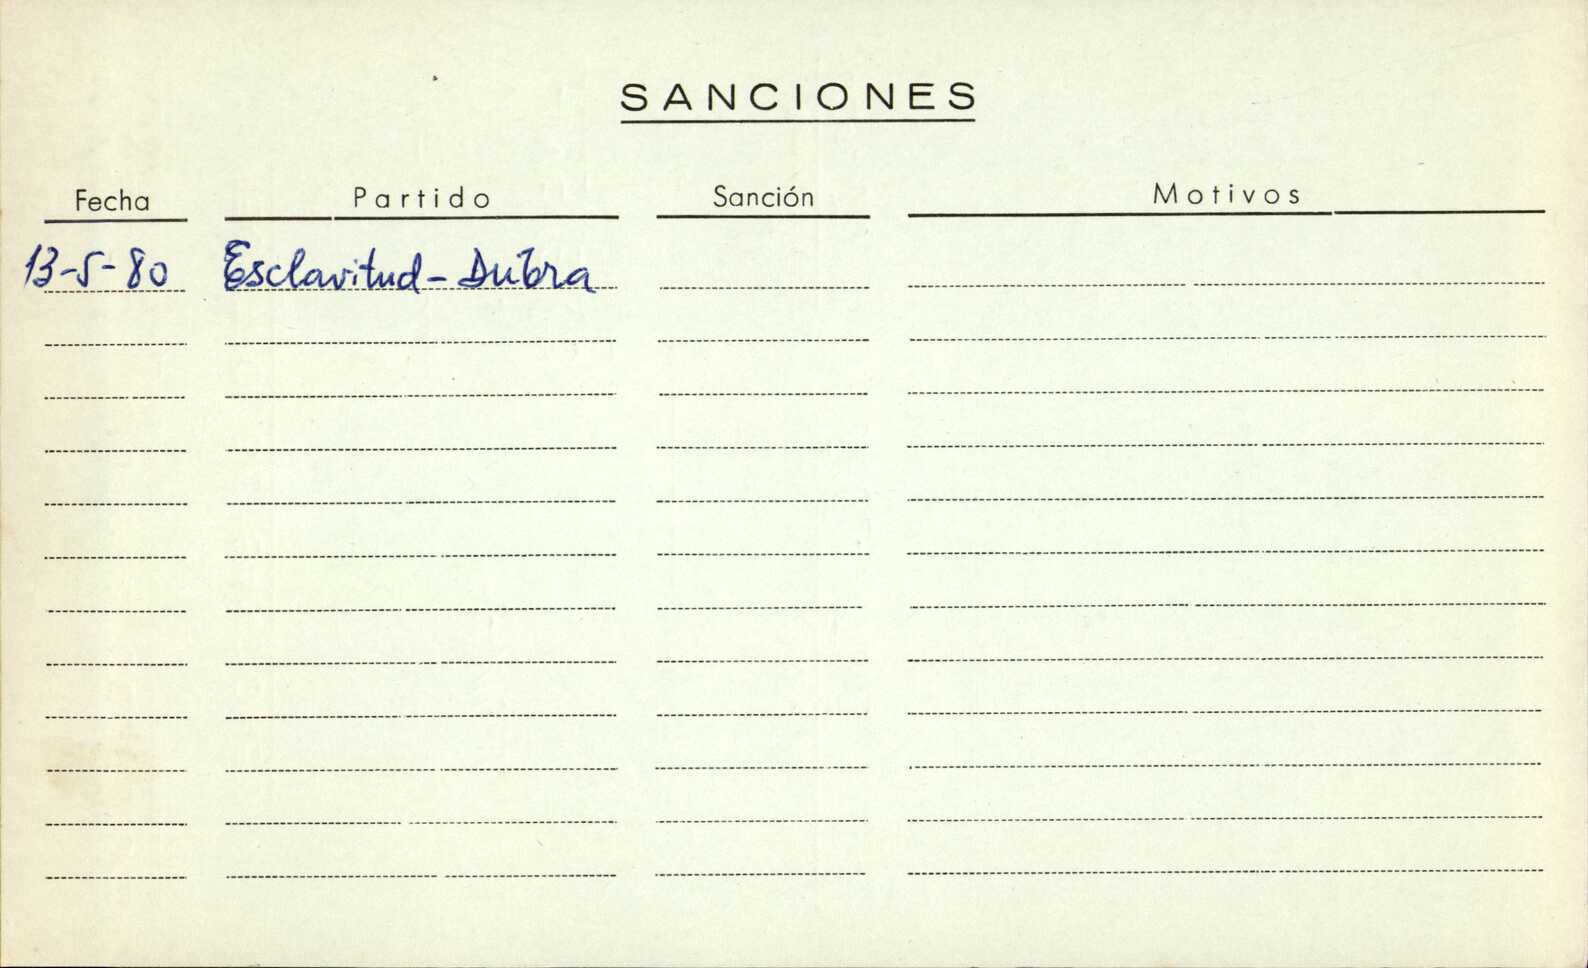 SANCIONES
Fecha Partido Sanción Motivos
13-5-80 Esclavitud-Dubra